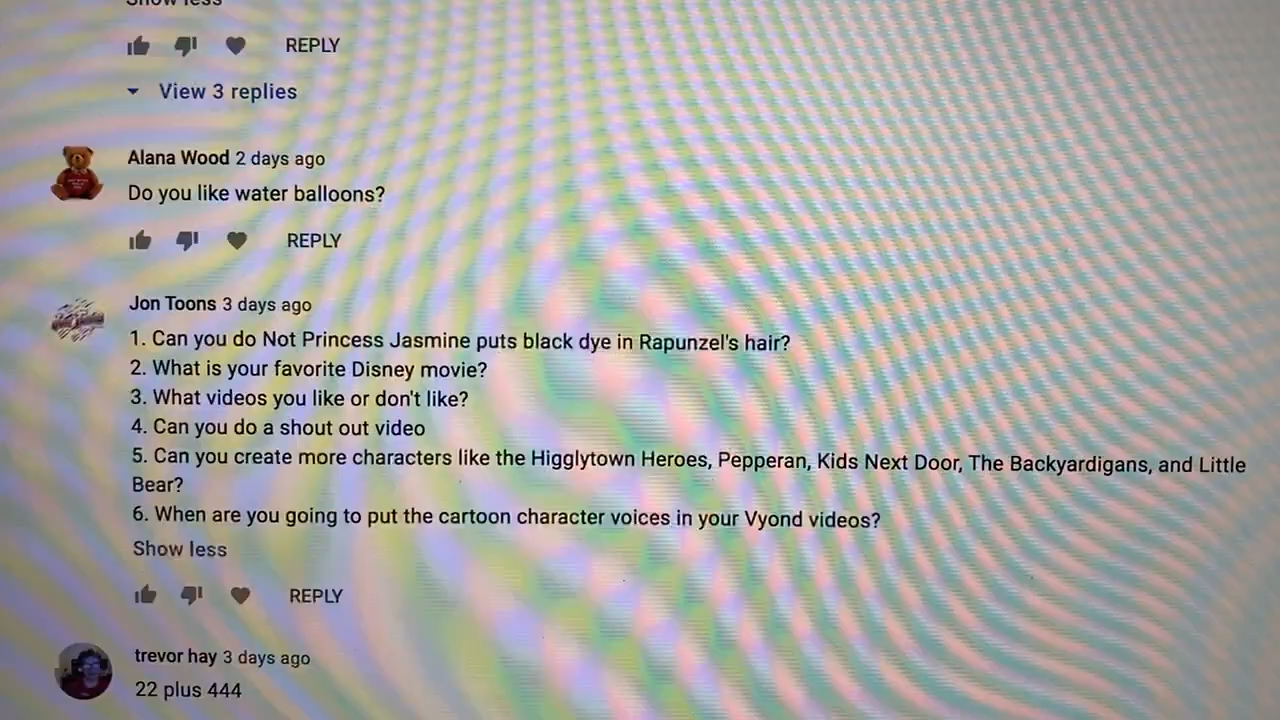 Show less
REPLY
View 3 replies
Alana Wood 2 days ago
Do you like water balloons?
REPLY
Jon Toons 3 days ago
1. Can you do Not Princess Jasmine puts black dye in Rapunzel's hair?
2. What is your favorite Disney movie?
3. What videos you like or don't like?
4. Can you do a shout out video
5. Can you create more characters like the Higglytown Heroes, Pepperan, Kids Next Door, The Backyardigans, and Little
Bear?
6. When are you going to put the cartoon character voices in your Vyond videos?
Show less
REPLY
trevor hay 3 days ago
22 plus 444